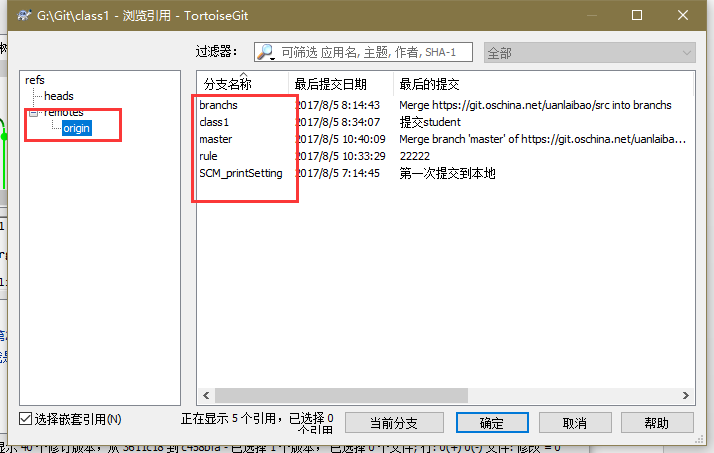 G:\Git\class1 - 浏览引用 - TortoiseGit
过滤器: 可筛选 应用名, 主题, 作者, SHA-1 全部
refs
heads
remotes
origin
分支名称 最后提交日期 最后的提交
branchs 2017/8/5 8:14:43 Merge https://git.oschina.net/uanlaibao/src into branchs
class1 2017/8/5 8:34:07 提交student
master 2017/8/5 10:40:09 Merge branch 'master' of https://git.oschina.net/uanlaiba...
rule 2017/8/5 10:33:29 22222
SCM_printSetting 2017/8/5 7:14:45 第一次提交到本地
选择嵌套引用(N) 正在显示 5 个引用，已选择 0
个引用
当前分支 确定 取消 帮助